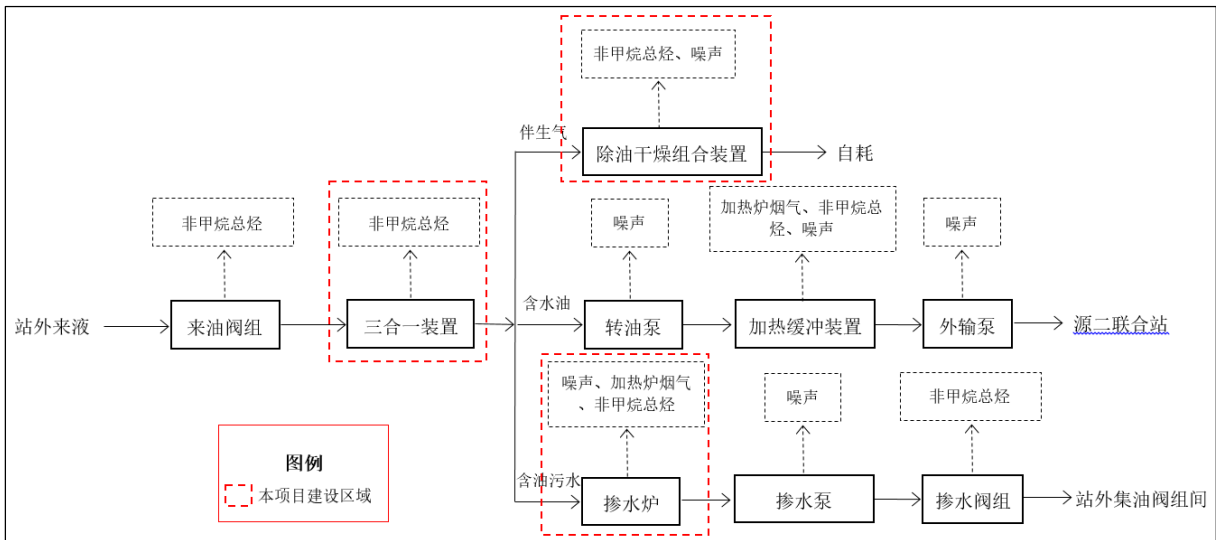 非甲烷总烃、噪声
伴生气
除油干燥组合装置
自耗
非甲烷总烃
非甲烷总烃
噪声
加热炉烟气、非甲烷总
烃、噪声
噪声
站外来液
来油阀组
三合一装置
含水油
转油泵
加热缓冲装置
外输泵
源二联合站
噪声、加热炉烟气
、非甲烷总烃
噪声
非甲烷总烃
含油污水
掺水炉
掺水泵
掺水阀组
站外集油阀组间
图例
本项目建设区域